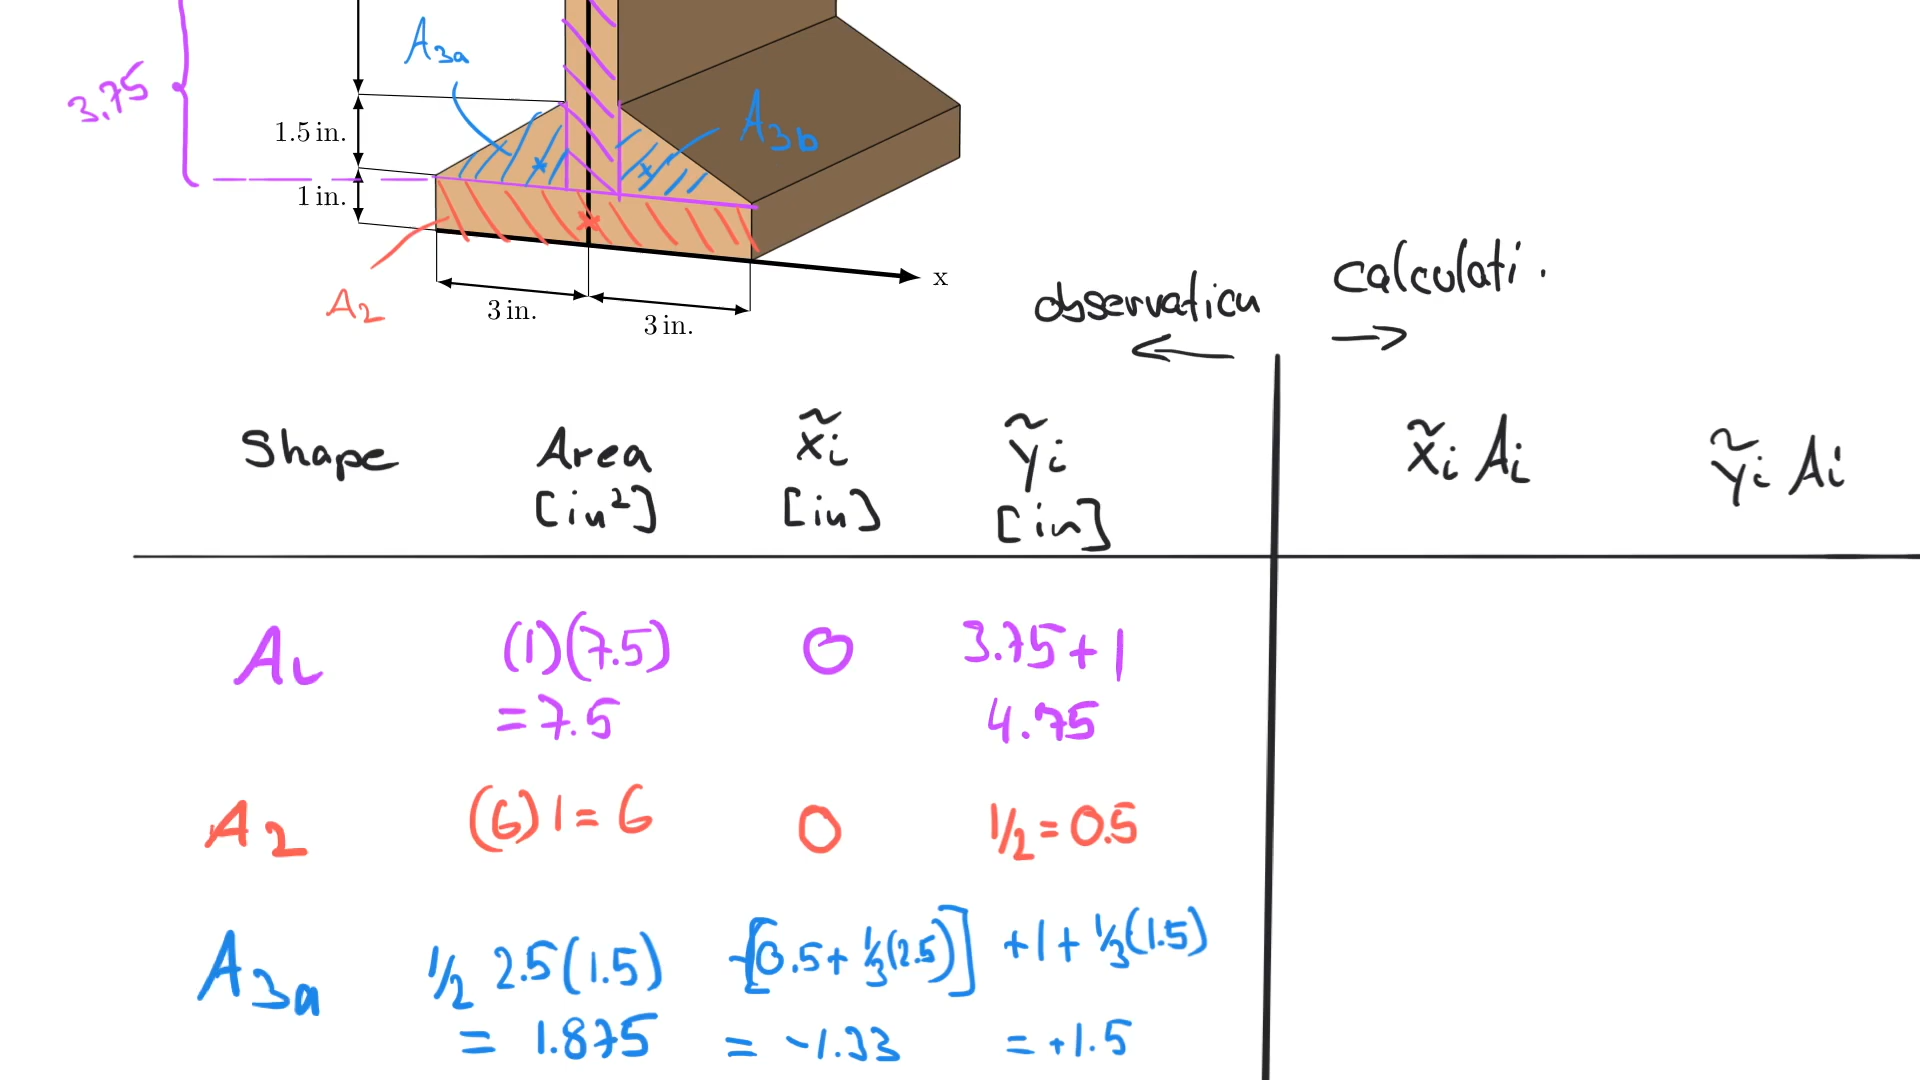 A3a
3.75
A3b
1.5 in.
1 in.
A2
3 in.
3 in.
x
observation
calculati.
←
→
Shape
Area
[in²]
x̃i
[in]
ỹi
[in]
x̃i Ai
ỹi Ai
A1
(1)(7.5)
= 7.5
0
3.75 + 1
4.75
A2
(6) 1 = 6
0
1/2 = 0.5
A3a
1/2 2.5 (1.5)
= 1.875
-[0.5 + 1/3 (2.5)]
= -1.33
+1 + 1/3 (1.5)
= +1.5